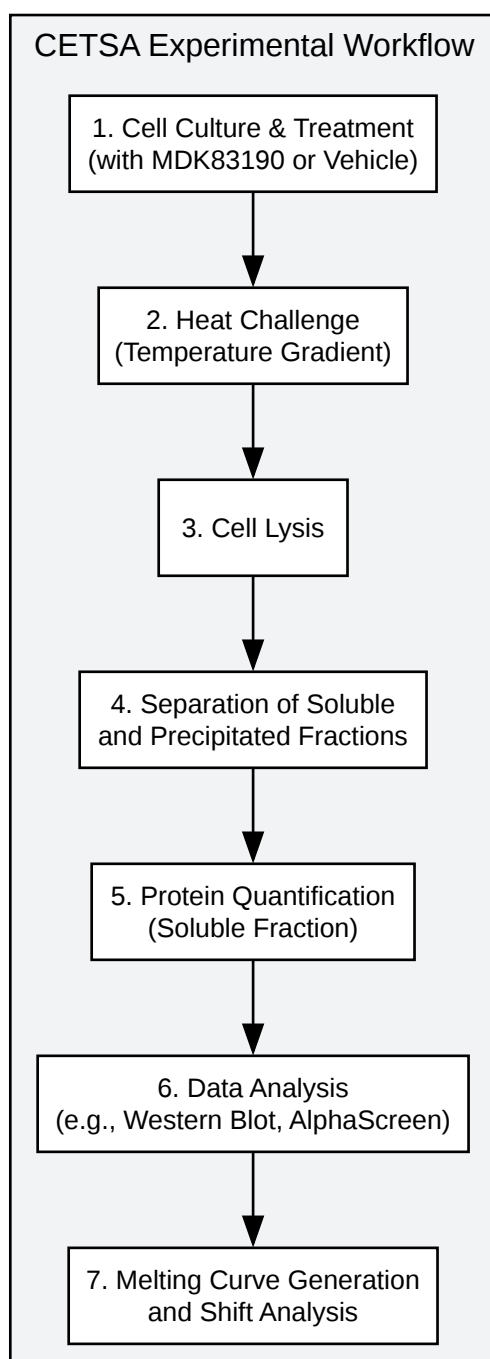 CETSA Experimental Workflow
1. Cell Culture & Treatment
(with MDK83190 or Vehicle)
2. Heat Challenge
(Temperature Gradient)
3. Cell Lysis
4. Separation of Soluble
and Precipitated Fractions
5. Protein Quantification
(Soluble Fraction)
6. Data Analysis
(e.g., Western Blot, AlphaScreen)
7. Melting Curve Generation
and Shift Analysis